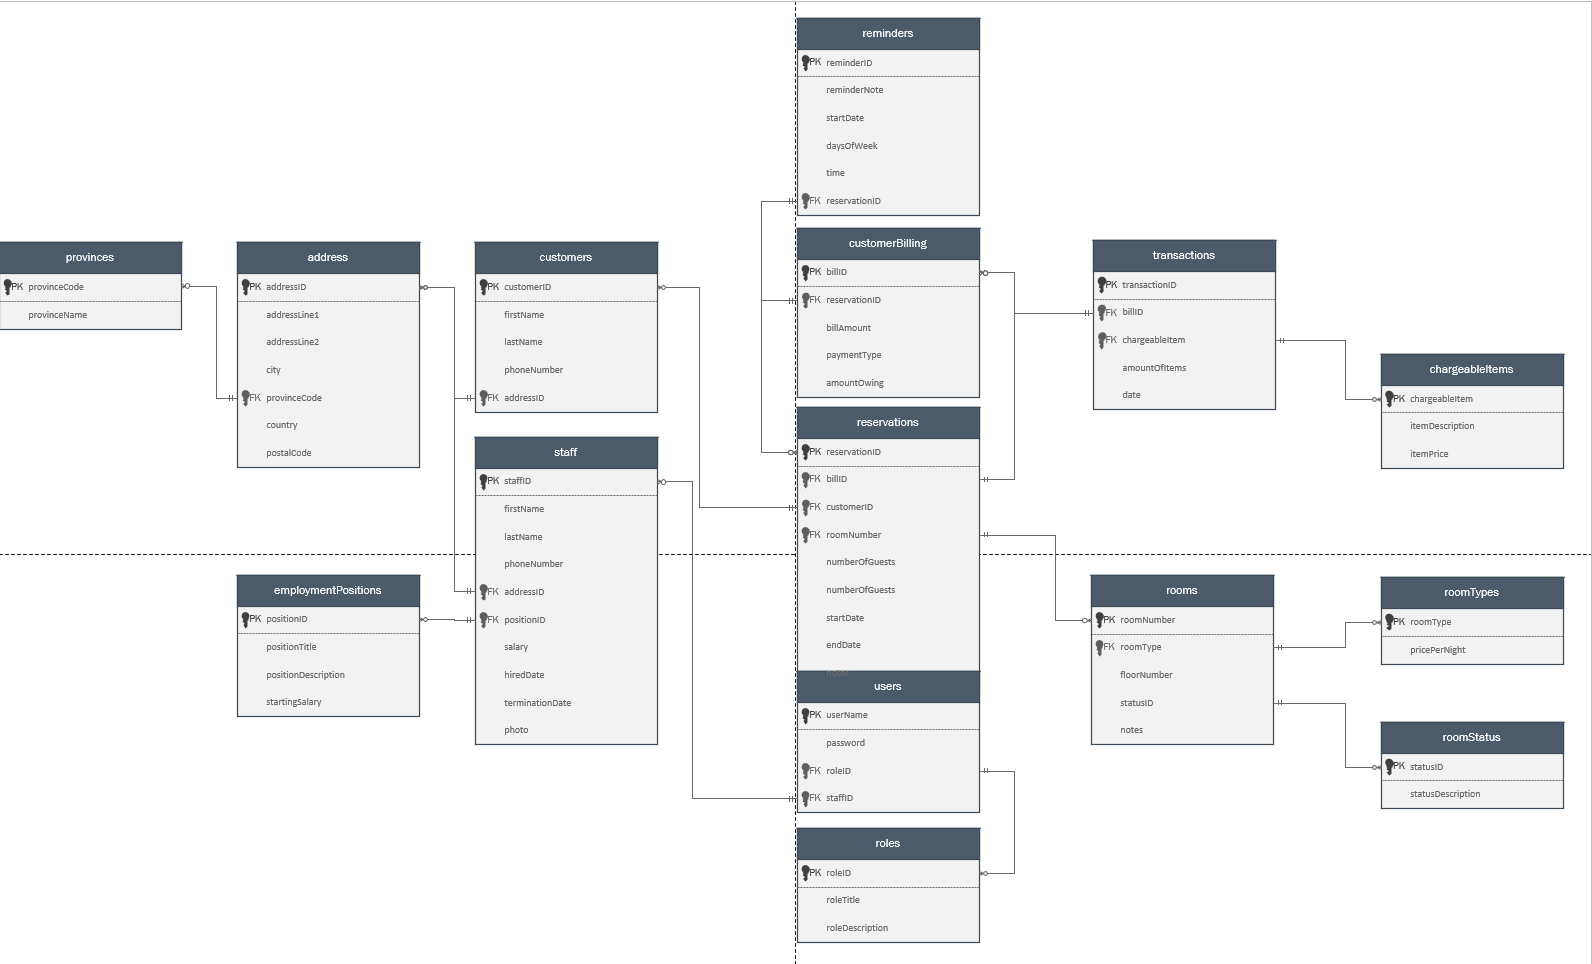 reminders
PK reminderID
reminderNote
startDate
daysOfWeek
time
FK reservationID
provinces
PK provinceCode
provinceName
address
PK addressID
addressLine1
addressLine2
city
FK provinceCode
country
postalCode
customers
PK customerID
firstName
lastName
phoneNumber
FK addressID
customerBilling
PK billID
FK reservationID
billAmount
paymentType
amountOwing
transactions
PK transactionID
FK billID
FK chargeableItem
amountOfItems
date
chargeableItems
PK chargeableItem
itemDescription
itemPrice
staff
PK staffID
firstName
lastName
phoneNumber
FK addressID
FK positionID
salary
hiredDate
terminationDate
photo
reservations
PK reservationID
FK billID
FK customerID
FK roomNumber
numberOfGuests
numberOfGuests
startDate
endDate
notes
employmentPositions
PK positionID
positionTitle
positionDescription
startingSalary
rooms
PK roomNumber
FK roomType
floorNumber
statusID
notes
roomTypes
PK roomType
pricePerNight
users
PK userName
password
FK roleID
FK staffID
roomStatus
PK statusID
statusDescription
roles
PK roleID
roleTitle
roleDescription